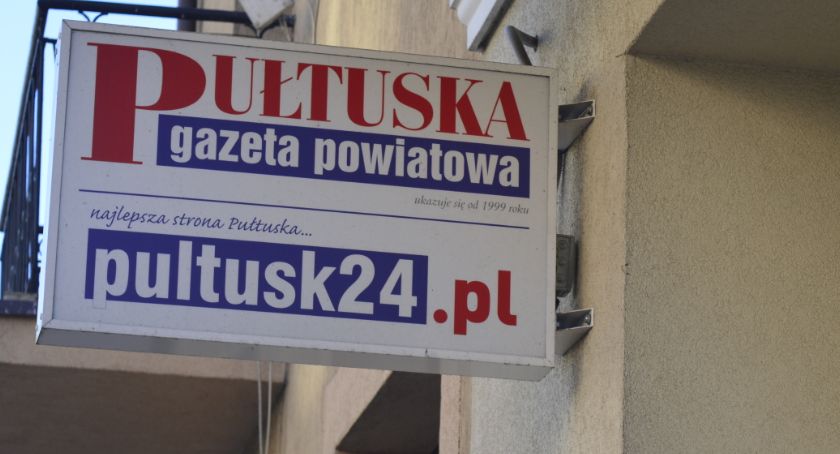 PUŁTUSKA
gazeta powiatowa
ukazuje się od 1999 roku
najlepsza strona Pułtuska...
pultusk24.pl